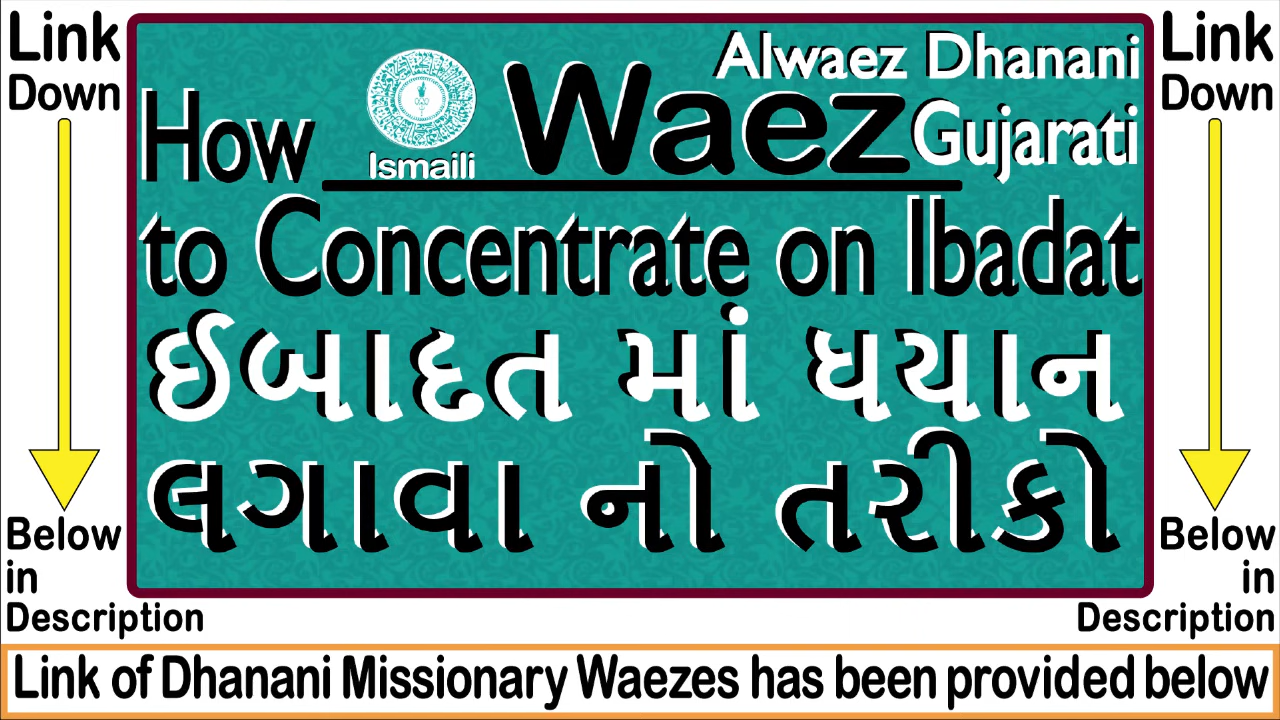 Link
Down
Below
in
Description
Alwaez Dhanani
Waez
Gujarati
Ismaili
How
to Concentrate on Ibadat
ઈબાદત માં ધયાન
લગાવા નો તરીકો
Link
Down
Below
in
Description
Link of Dhanani Missionary Waezes has been provided below